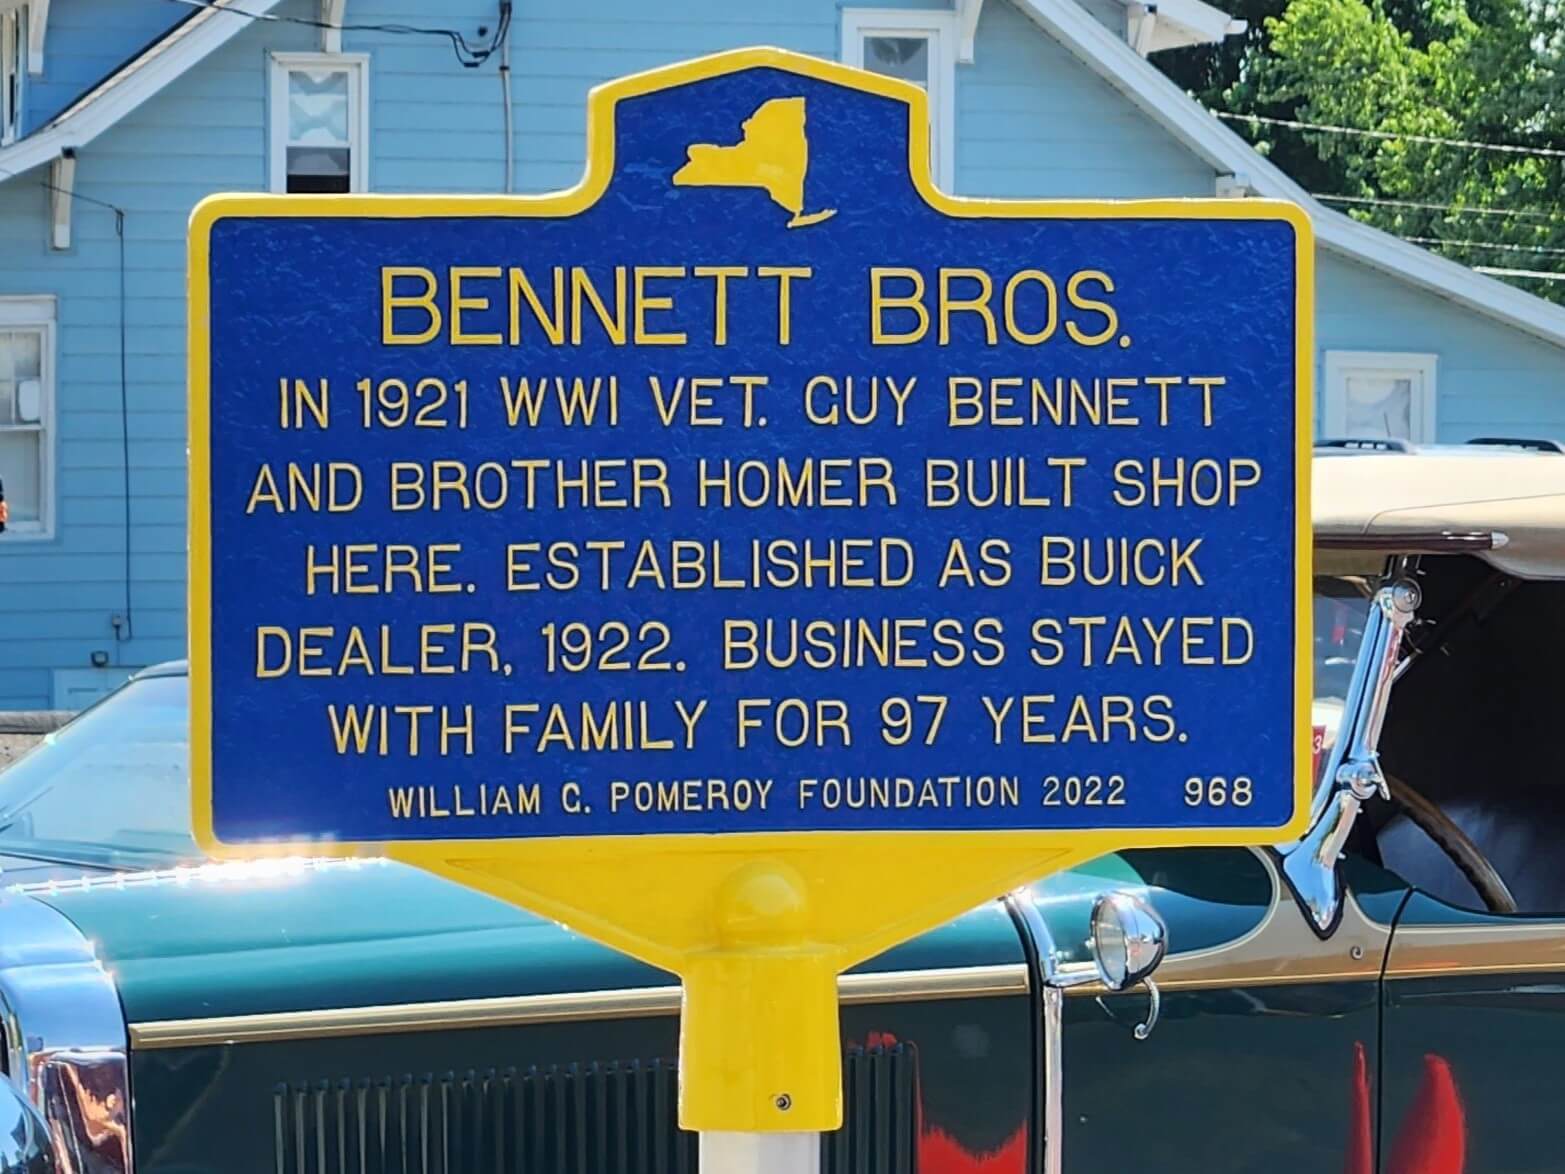 BENNETT BROS.
IN 1921 WWI VET. GUY BENNETT
AND BROTHER HOMER BUILT SHOP
HERE. ESTABLISHED AS BUICK
DEALER, 1922. BUSINESS STAYED
WITH FAMILY FOR 97 YEARS.
WILLIAM G. POMEROY FOUNDATION 2022 968